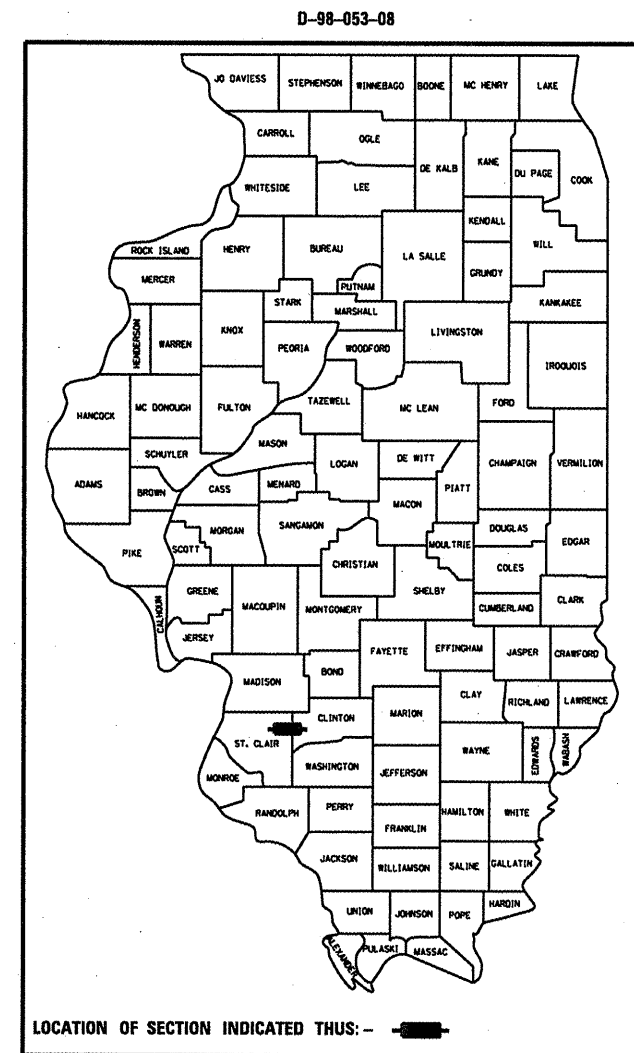 D-98-053-08
JO DAVIESS
STEPHENSON
WINNEBAGO
BOONE
MC HENRY
LAKE
CARROLL
OGLE
DE KALB
KANE
DU PAGE
COOK
WHITESIDE
LEE
KENDALL
WILL
ROCK ISLAND
HENRY
BUREAU
LA SALLE
GRUNDY
MERCER
PUTNAM
STARK
MARSHALL
KANKAKEE
HENDERSON
WARREN
KNOX
PEORIA
WOODFORD
LIVINGSTON
IROQUOIS
HANCOCK
MC DONOUGH
FULTON
TAZEWELL
MC LEAN
FORD
MASON
SCHUYLER
LOGAN
DE WITT
CHAMPAIGN
VERMILION
ADAMS
BROWN
CASS
MENARD
PIATT
MACON
MORGAN
SANGAMON
PIKE
SCOTT
CHRISTIAN
MOULTRIE
DOUGLAS
EDGAR
COLES
CALHOUN
GREENE
MACOUPIN
MONTGOMERY
SHELBY
CUMBERLAND
CLARK
JERSEY
FAYETTE
EFFINGHAM
JASPER
CRAWFORD
MADISON
BOND
CLAY
RICHLAND
LAWRENCE
CLINTON
MARION
ST. CLAIR
WAYNE
EDWARDS
WABASH
WASHINGTON
JEFFERSON
MONROE
RANDOLPH
PERRY
HAMILTON
WHITE
FRANKLIN
JACKSON
WILLIAMSON
SALINE
GALLATIN
UNION
JOHNSON
POPE
HARDIN
ALEXANDER
PULASKI
MASSAC
LOCATION OF SECTION INDICATED THUS: -